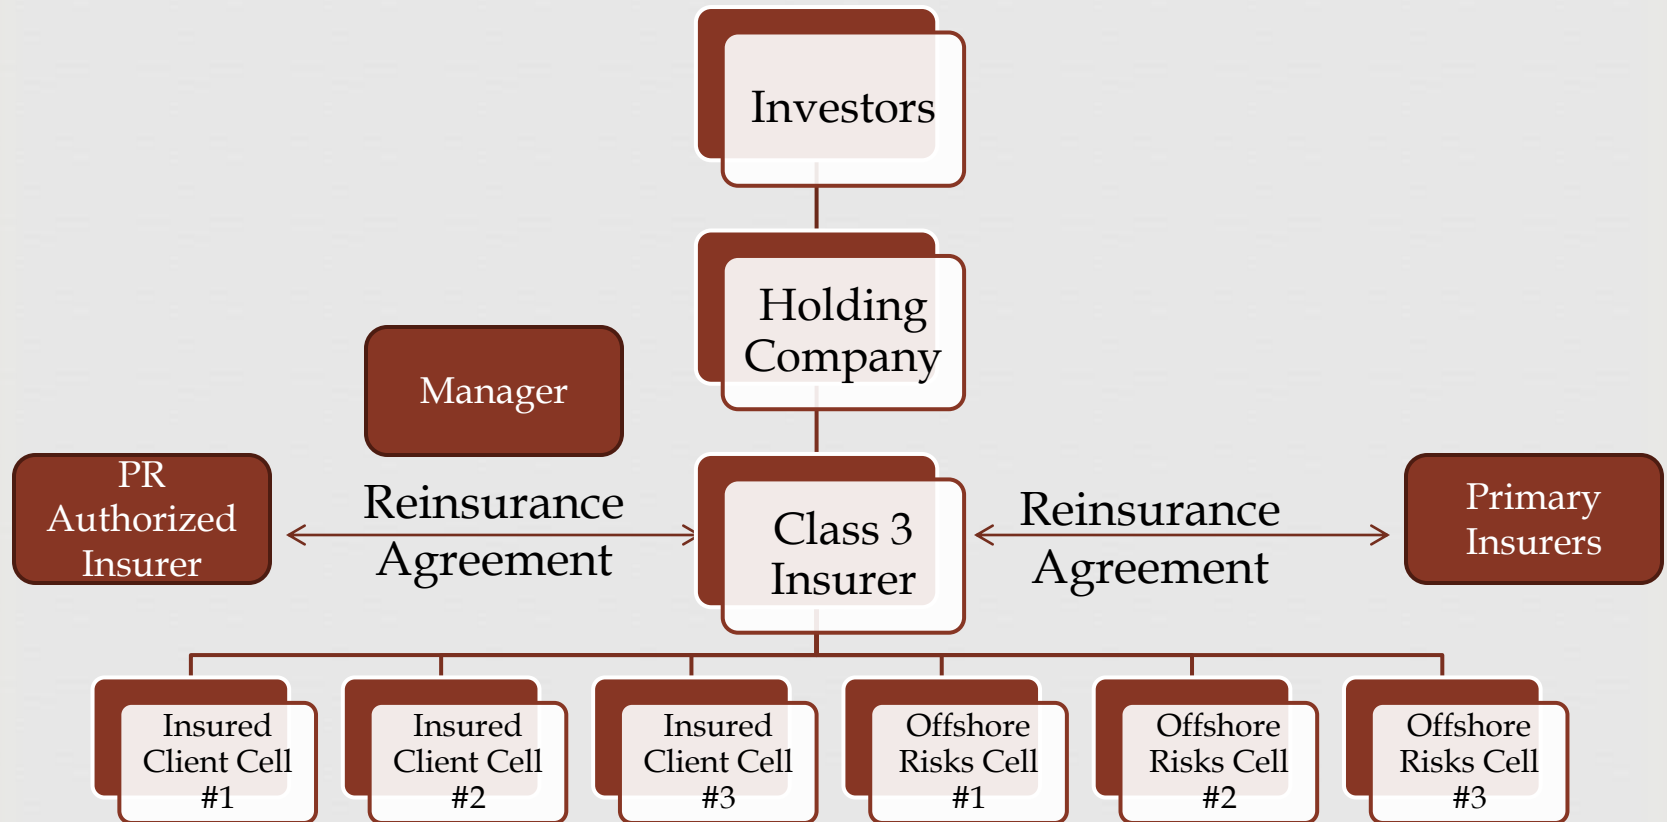 Investors
Holding
Company
Manager
PR
Authorized
Insurer
Reinsurance
Agreement
Class 3
Insurer
Reinsurance
Agreement
Primary
Insurers
Insured
Client Cell
#1
Insured
Client Cell
#2
Insured
Client Cell
#3
Offshore
Risks Cell
#1
Offshore
Risks Cell
#2
Offshore
Risks Cell
#3